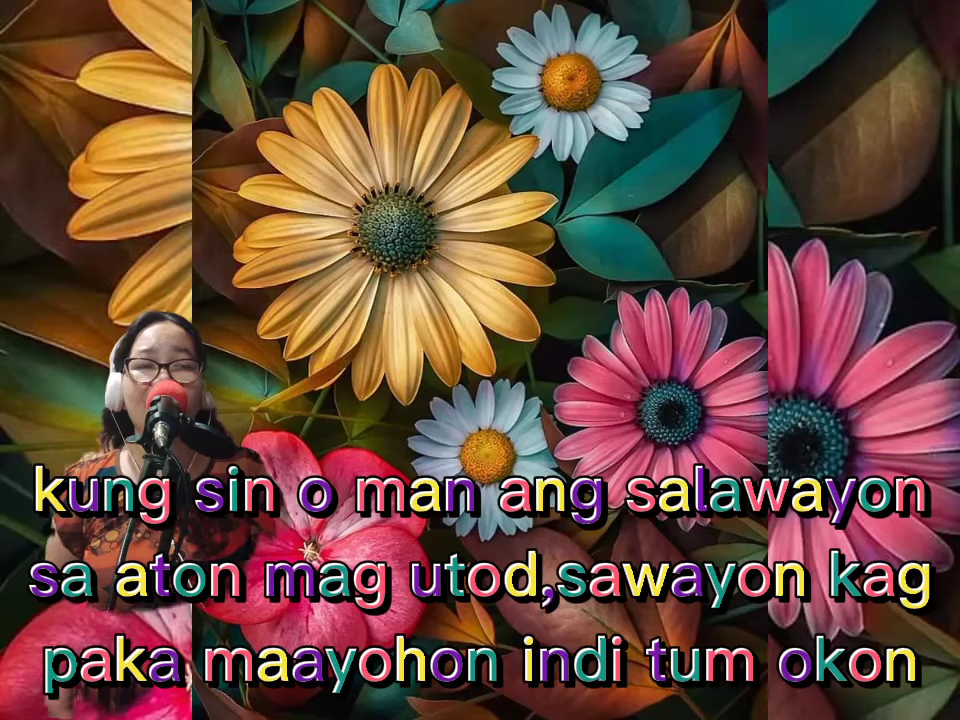 kung sin o man ang salawayon
sa aton mag utod,sawayon kag
paka maayohon indi tum okon